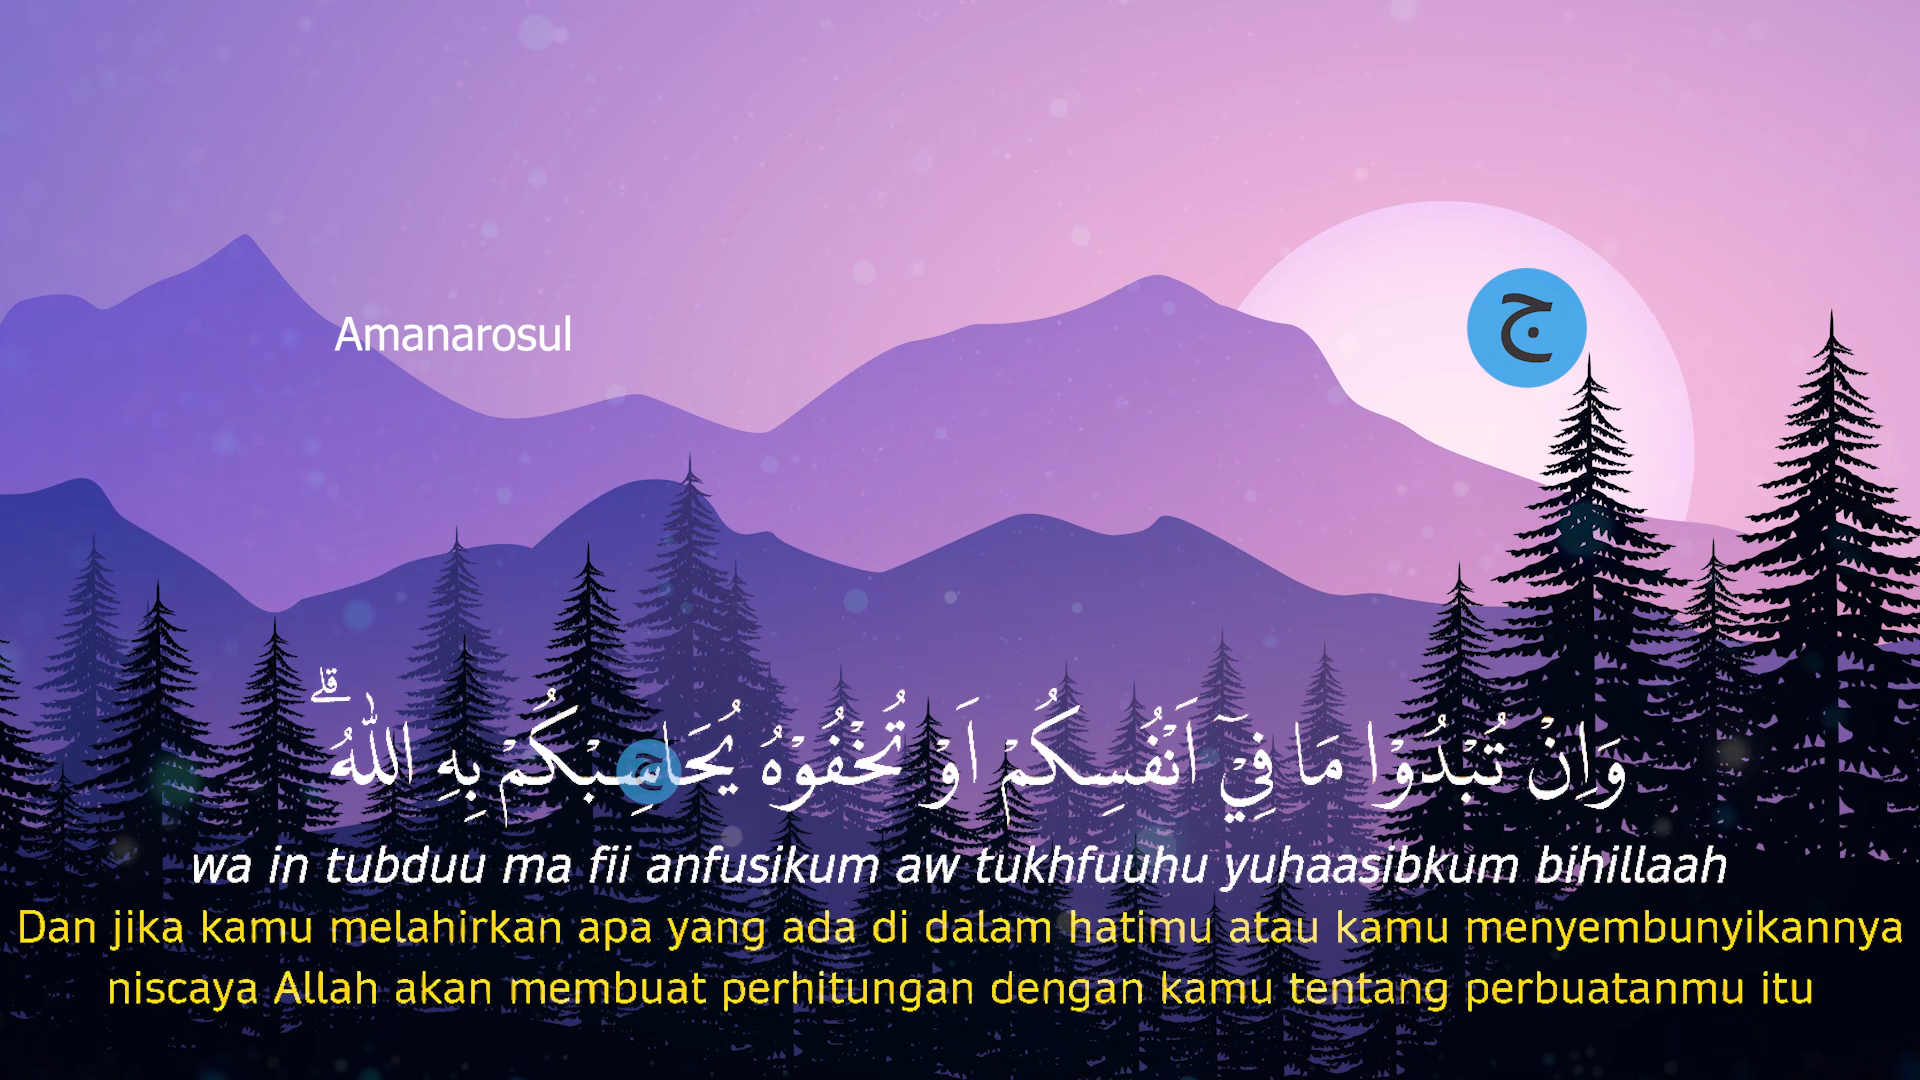 Amanarosul
ج
وَاِنْ تُبْدُوْا مَا فِيْٓ اَنْفُسِكُمْ اَوْ تُخْفُوْهُ يُحَاسِبْكُمْ بِهِ اللّٰهُ ۗ
ج
wa in tubduu ma fii anfusikum aw tukhfuuhu yuhaasibkum bihillaah
Dan jika kamu melahirkan apa yang ada di dalam hatimu atau kamu menyembunyikannya
niscaya Allah akan membuat perhitungan dengan kamu tentang perbuatanmu itu